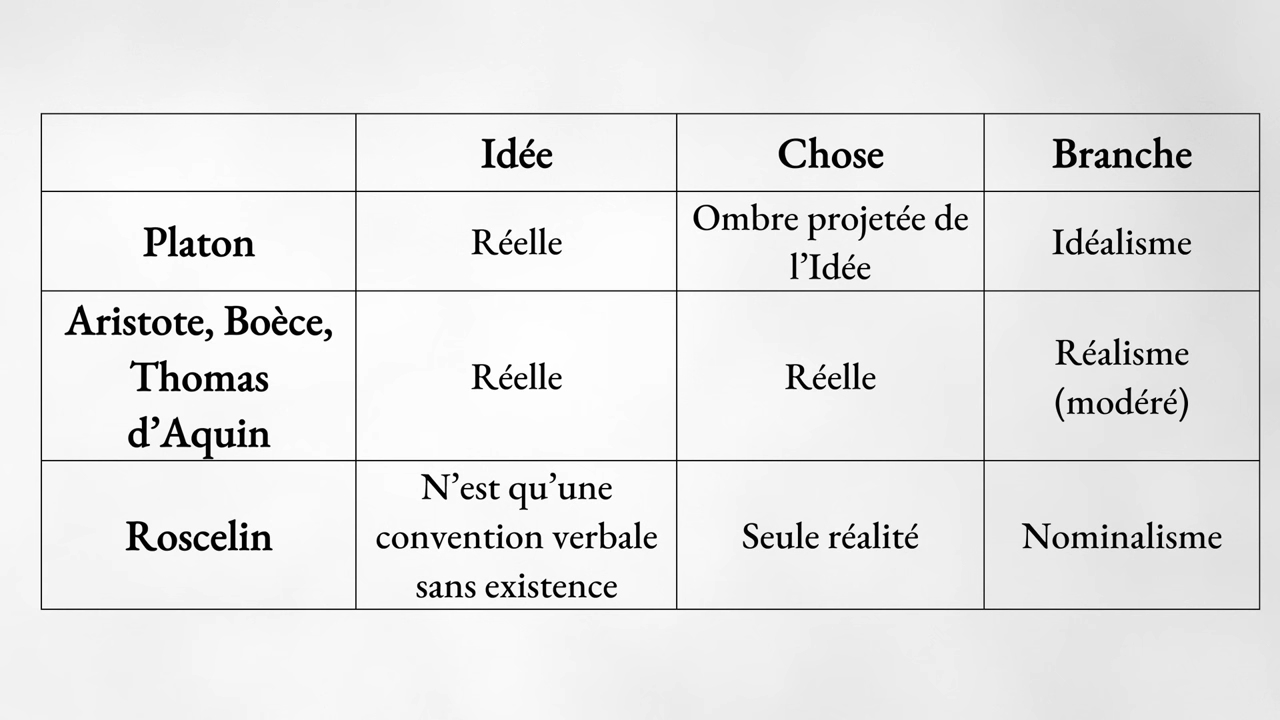 Idée
Chose
Branche
Platon
Réelle
Ombre projetée de
l’Idée
Idéalisme
Aristote, Boèce,
Thomas
d’Aquin
Réelle
Réelle
Réalisme
(modéré)
Roscelin
N’est qu’une
convention verbale
sans existence
Seule réalité
Nominalisme